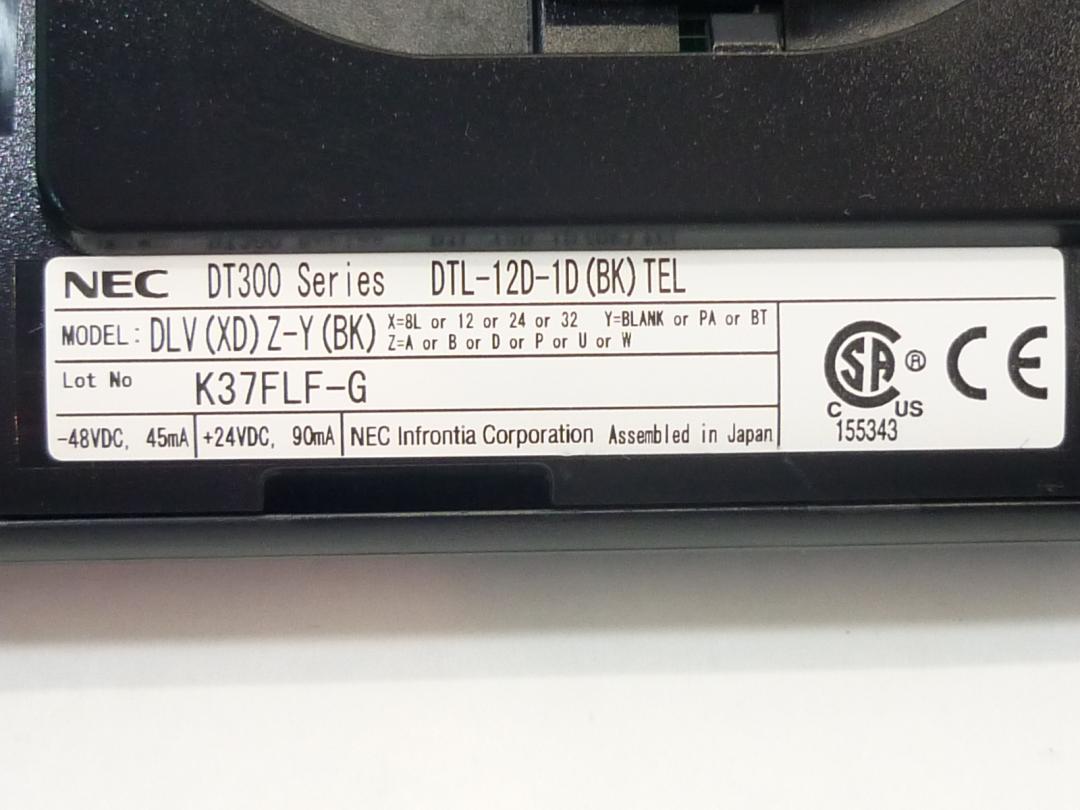 NEC DT300 Series DTL-12D-1D(BK)TEL
MODEL: DLV(XD)Z-Y(BK) X=8L or 12 or 24 or 32 Y=BLANK or PA or BT
Z=A or B or D or P or U or W
Lot No K37FLF-G
-48VDC, 45mA +24VDC, 90mA NEC Infrontia Corporation Assembled in Japan
SA ® CE
C US
155343